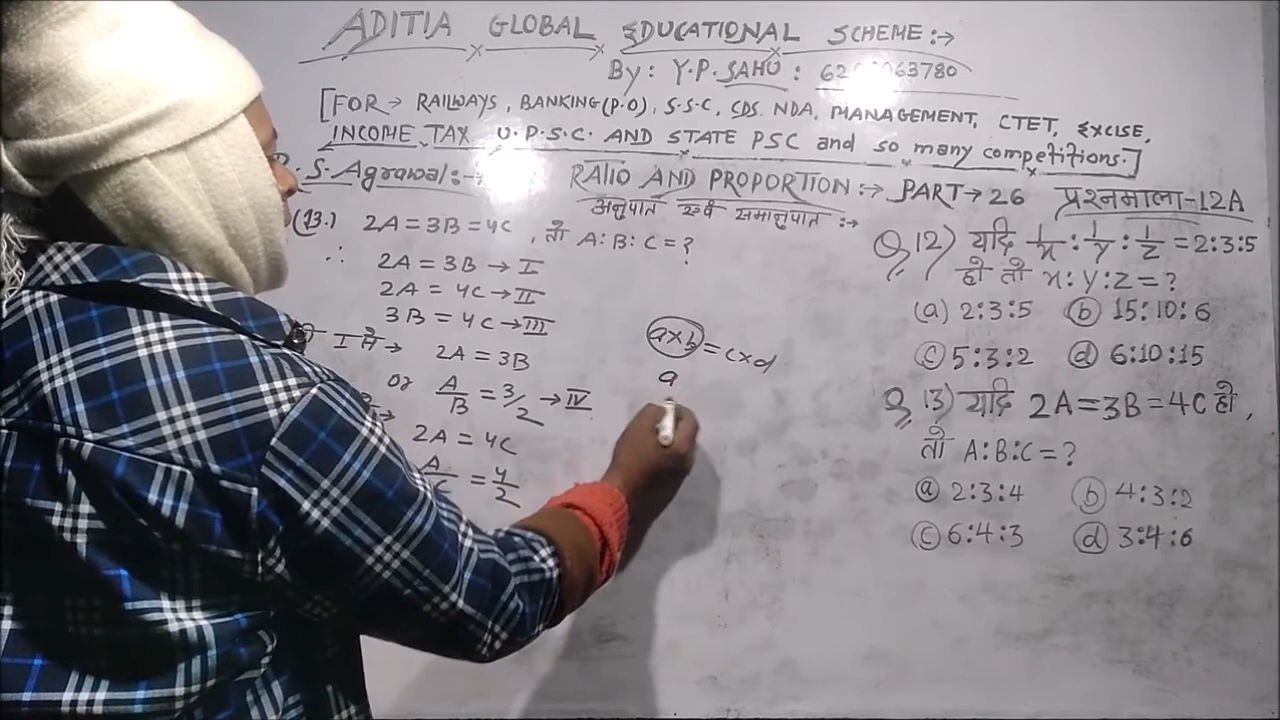 ADITIA GLOBAL EDUCATIONAL SCHEME:→
By: Y.P. SAHU:
[FOR → RAILWAYS, BANKING(P.O), S.S.C, CDS. NDA, MANAGEMENT, CTET, EXCISE,
INCOME TAX U.P.S.C. AND STATE PSC and so many competitions.]
S. Agrawal:→
RATIO AND PROPORTION:→ PART→26 प्रश्नमाला-12A
अनुपात एवं समानुपात:→
(13.) 2A=3B=4C, तो A:B:C=?
∴ 2A=3B→I
2A=4C→II
3B=4C→III
I से→ 2A=3B
or A/B=3/2→IV
2A=4C
A/C=4/2
a×b=c×d
a
Q,12) यदि 1/x:1/y:1/z=2:3:5
हो तो x:y:z=?
(a) 2:3:5 (b) 15:10:6
(c) 5:3:2 (d) 6:10:15
Q,13) यदि 2A=3B=4C हो,
तो A:B:C=?
(a) 2:3:4 (b) 4:3:2
(c) 6:4:3 (d) 3:4:6